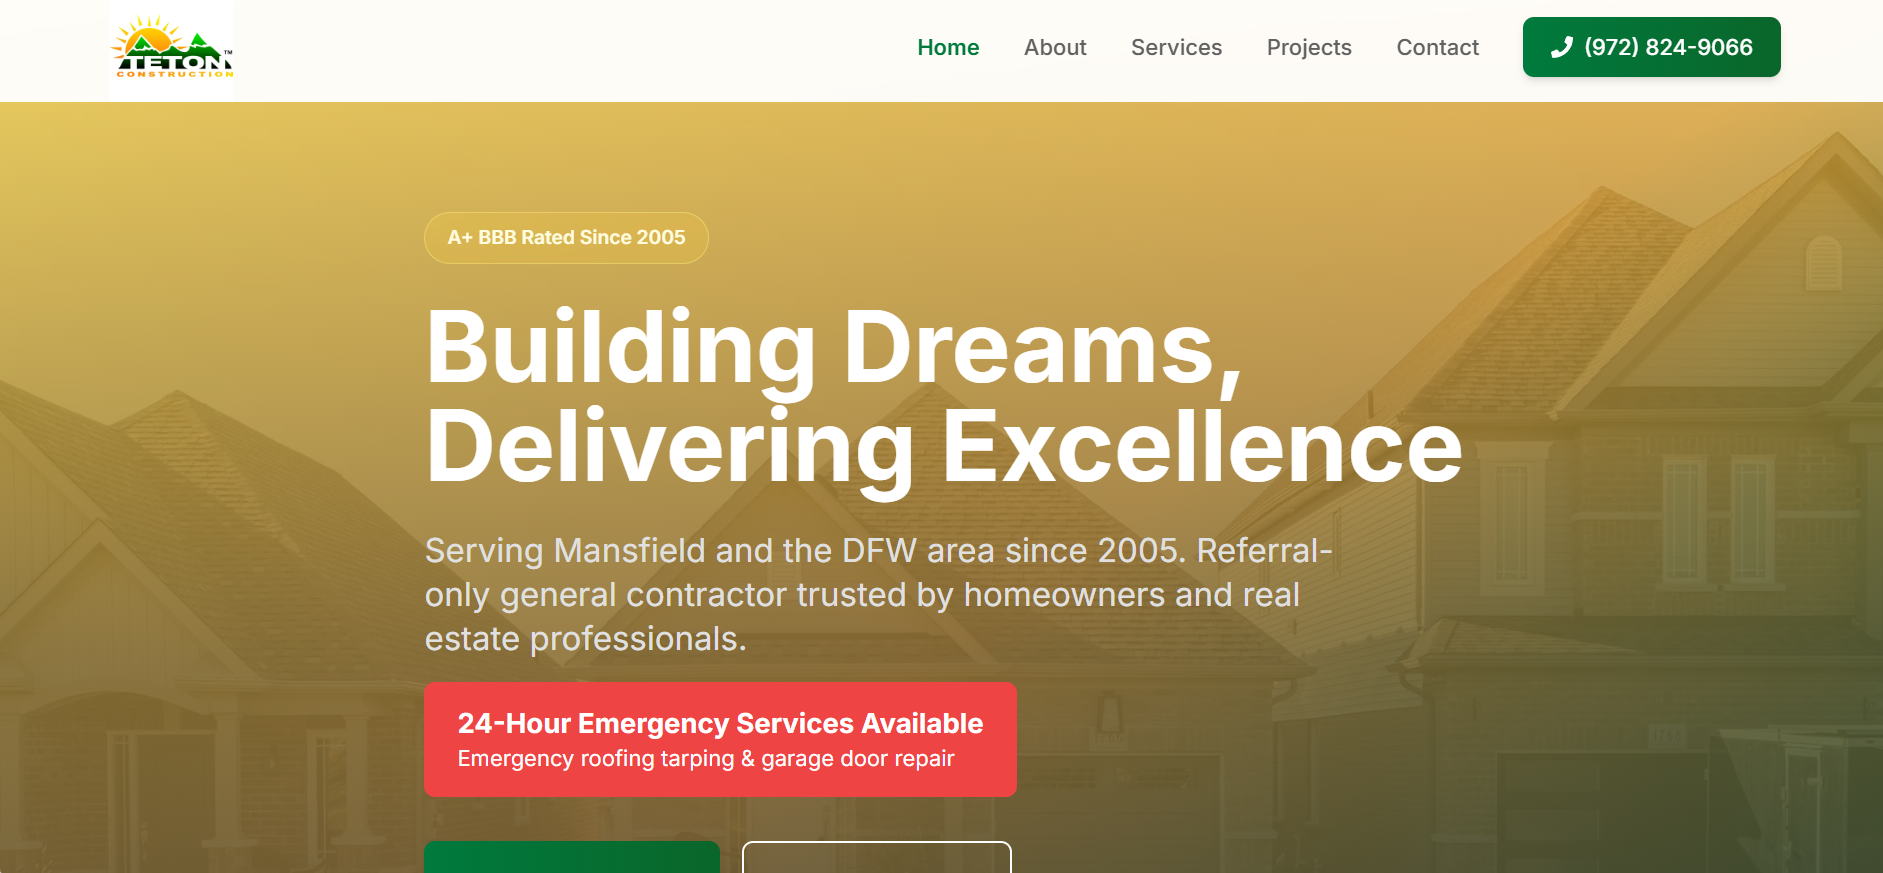 TETON™
CONSTRUCTION
Home
About
Services
Projects
Contact
(972) 824-9066
A+ BBB Rated Since 2005
Building Dreams,
Delivering Excellence
Serving Mansfield and the DFW area since 2005. Referral-
only general contractor trusted by homeowners and real
estate professionals.
24-Hour Emergency Services Available
Emergency roofing tarping & garage door repair